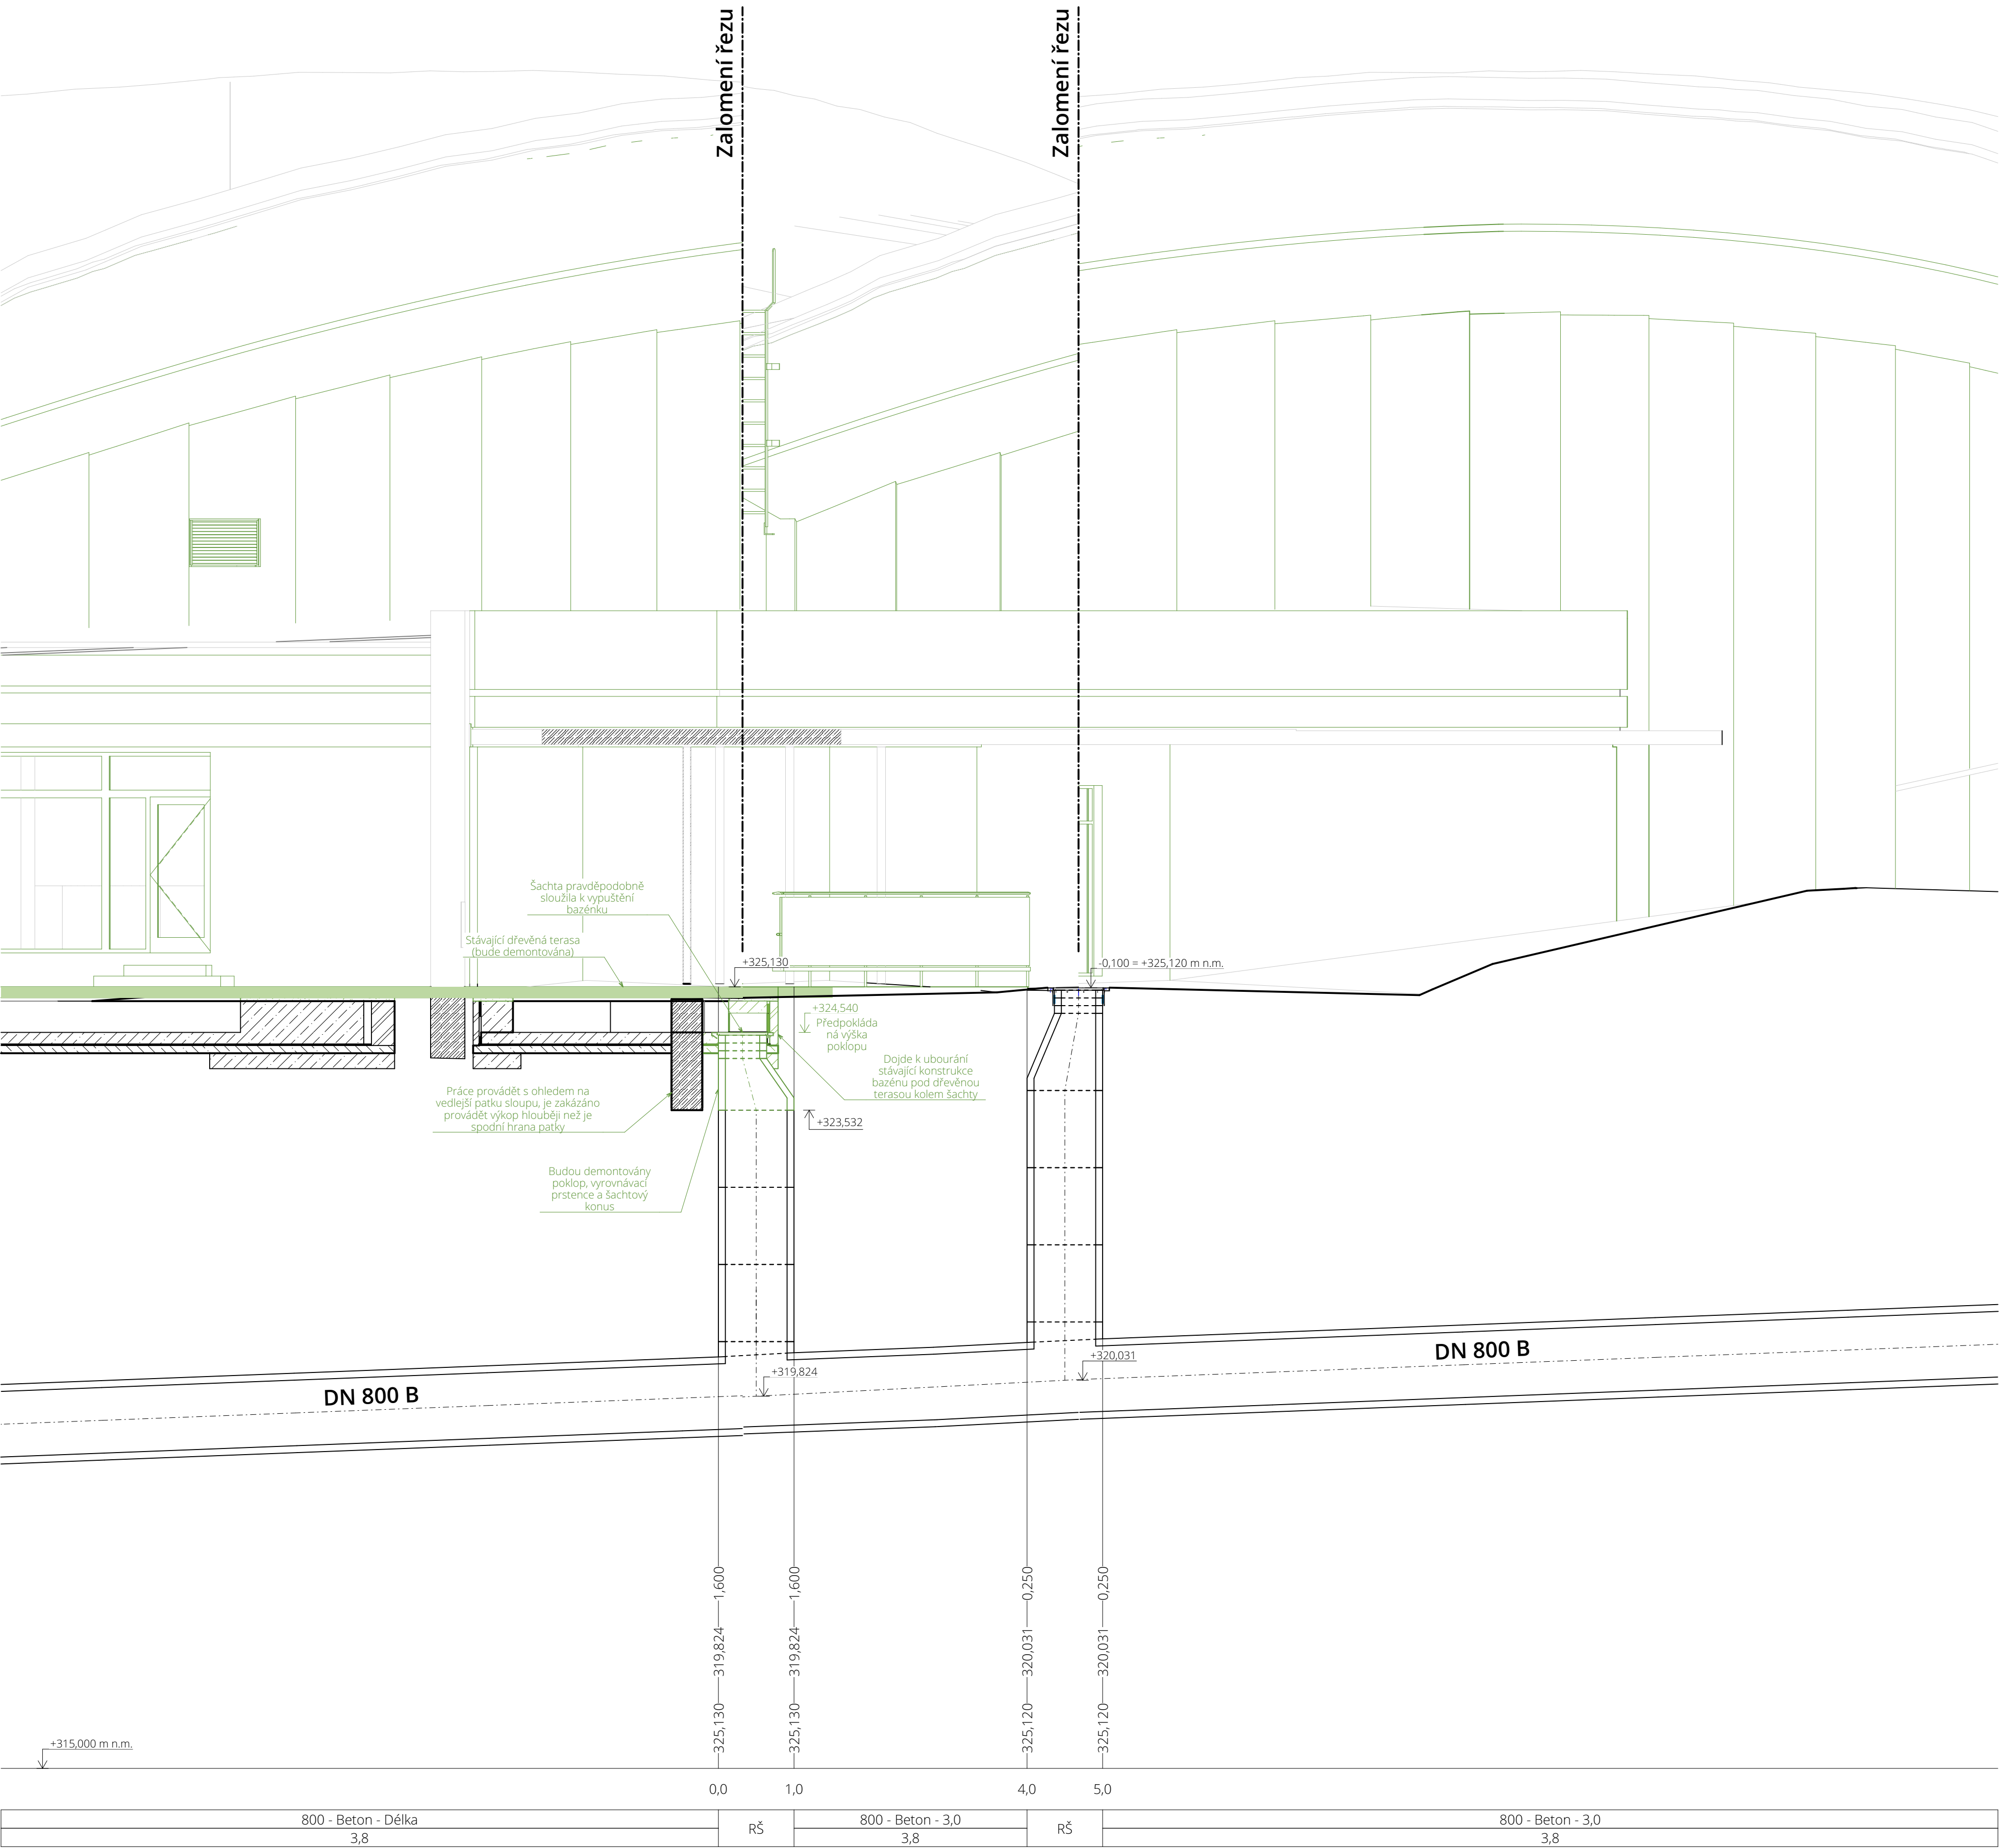 Zalomení řezu
Zalomení řezu
Šachta pravděpodobně
sloužila k vypuštění
bazénku
Stávající dřevěná terasa
(bude demontována)
+325,130
-0,100 = +325,120 m n.m.
+324,540
Předpokláda
ná výška
poklopu
Dojde k ubourání
stávající konstrukce
bazénu pod dřevěnou
terasou kolem šachty
Práce provádět s ohledem na
vedlejší patku sloupu, je zakázáno
provádět výkop hlouběji než je
spodní hrana patky
+323,532
Budou demontovány
poklop, vyrovnávací
prstence a šachtový
konus
+320,031
DN 800 B
+319,824
DN 800 B
1,600
1,600
0,250
0,250
319,824
319,824
320,031
320,031
325,130
325,130
325,120
325,120
+315,000 m n.m.
0,0
1,0
4,0
5,0
800 - Beton - Délka
3,8
RŠ
800 - Beton - 3,0
3,8
RŠ
800 - Beton - 3,0
3,8